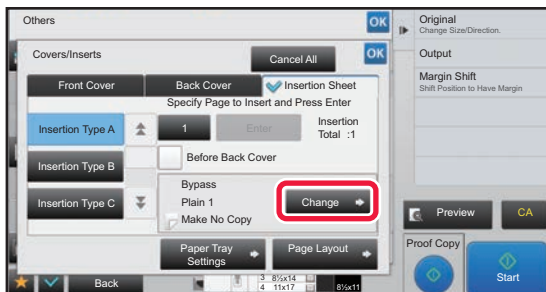 Others
OK
Original
Change Size/Direction.
Covers/Inserts
Cancel All
OK
Output
Front Cover
Back Cover
Insertion Sheet
Margin Shift
Shift Position to Have Margin
Specify Page to Insert and Press Enter
Insertion Type A
1
Enter
Insertion
Total :1
Before Back Cover
Insertion Type B
Bypass
Plain 1
Make No Copy
Change
Insertion Type C
Preview
CA
Paper Tray
Settings
Page Layout
Proof Copy
Back
3 8½x14
4 11x17
8½x11
Start